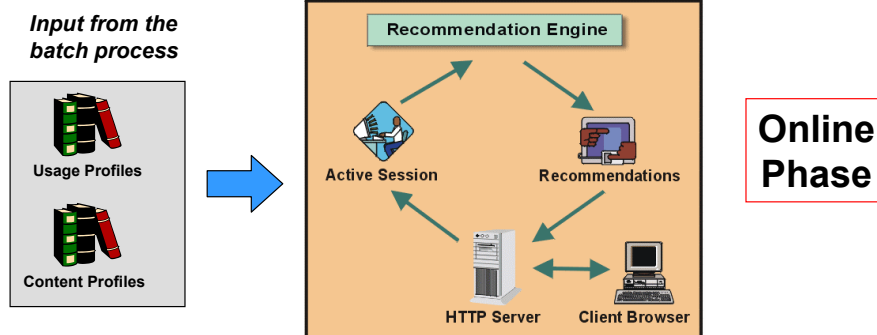 Input from the
batch process
Usage Profiles
Content Profiles
Recommendation Engine
Active Session
Recommendations
HTTP Server
Client Browser
Online
Phase